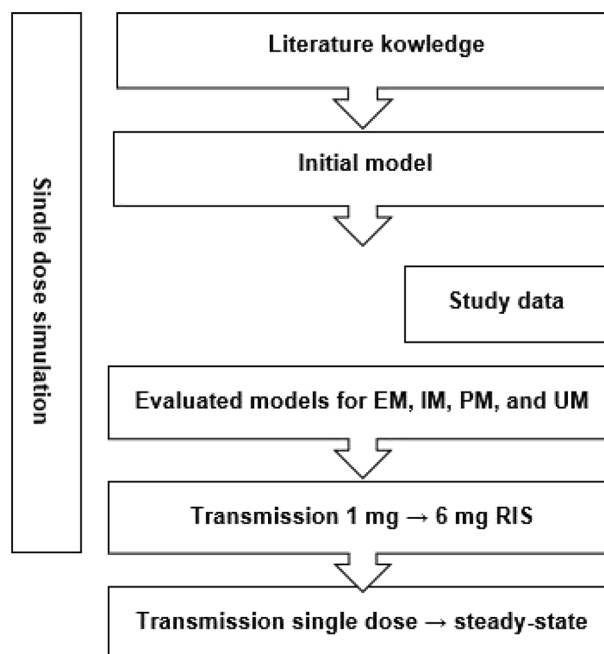 Single dose simulation
Literature kowledge
Initial model
Study data
Evaluated models for EM, IM, PM, and UM
Transmission 1 mg → 6 mg RIS
Transmission single dose → steady-state